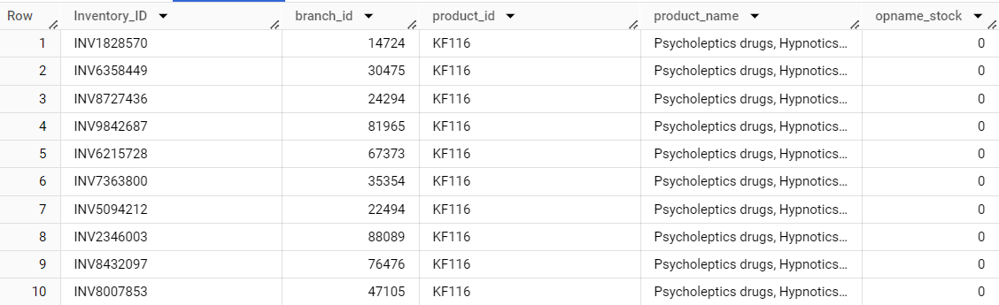 Row Inventory_ID branch_id product_id product_name opname_stock
1 INV1828570 14724 KF116 Psycholeptics drugs, Hypnotics... 0
2 INV6358449 30475 KF116 Psycholeptics drugs, Hypnotics... 0
3 INV8727436 24294 KF116 Psycholeptics drugs, Hypnotics... 0
4 INV9842687 81965 KF116 Psycholeptics drugs, Hypnotics... 0
5 INV6215728 67373 KF116 Psycholeptics drugs, Hypnotics... 0
6 INV7363800 35354 KF116 Psycholeptics drugs, Hypnotics... 0
7 INV5094212 22494 KF116 Psycholeptics drugs, Hypnotics... 0
8 INV2346003 88089 KF116 Psycholeptics drugs, Hypnotics... 0
9 INV8432097 76476 KF116 Psycholeptics drugs, Hypnotics... 0
10 INV8007853 47105 KF116 Psycholeptics drugs, Hypnotics... 0